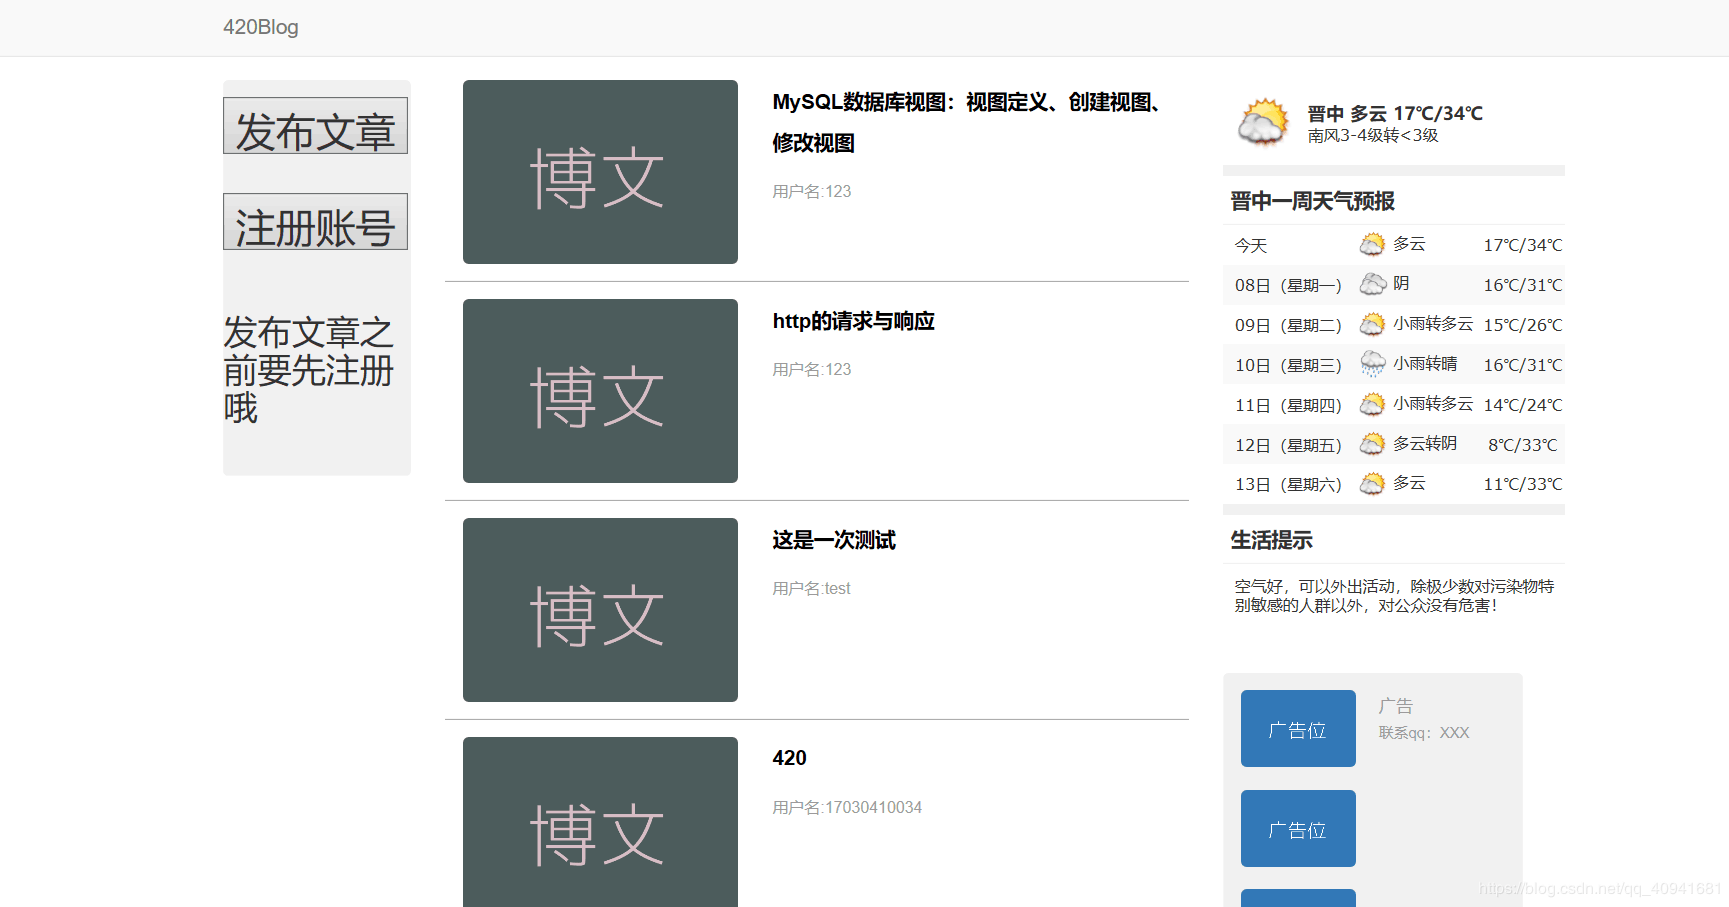 420Blog
发布文章
注册账号
发布文章之
前要先注册
哦
博文
MySQL数据库视图：视图定义、创建视图、
修改视图
用户名:123
博文
http的请求与响应
用户名:123
博文
这是一次测试
用户名:test
博文
420
用户名:17030410034
晋中 多云 17℃/34℃
南风3-4级转<3级
晋中一周天气预报
今天 多云 17℃/34℃
08日（星期一） 阴 16℃/31℃
09日（星期二） 小雨转多云 15℃/26℃
10日（星期三） 小雨转晴 16℃/31℃
11日（星期四） 小雨转多云 14℃/24℃
12日（星期五） 多云转阴 8℃/33℃
13日（星期六） 多云 11℃/33℃
生活提示
空气好，可以外出活动，除极少数对污染物特
别敏感的人群以外，对公众没有危害！
广告位
广告
联系qq：XXX
广告位
https://blog.csdn.net/qq_40941681